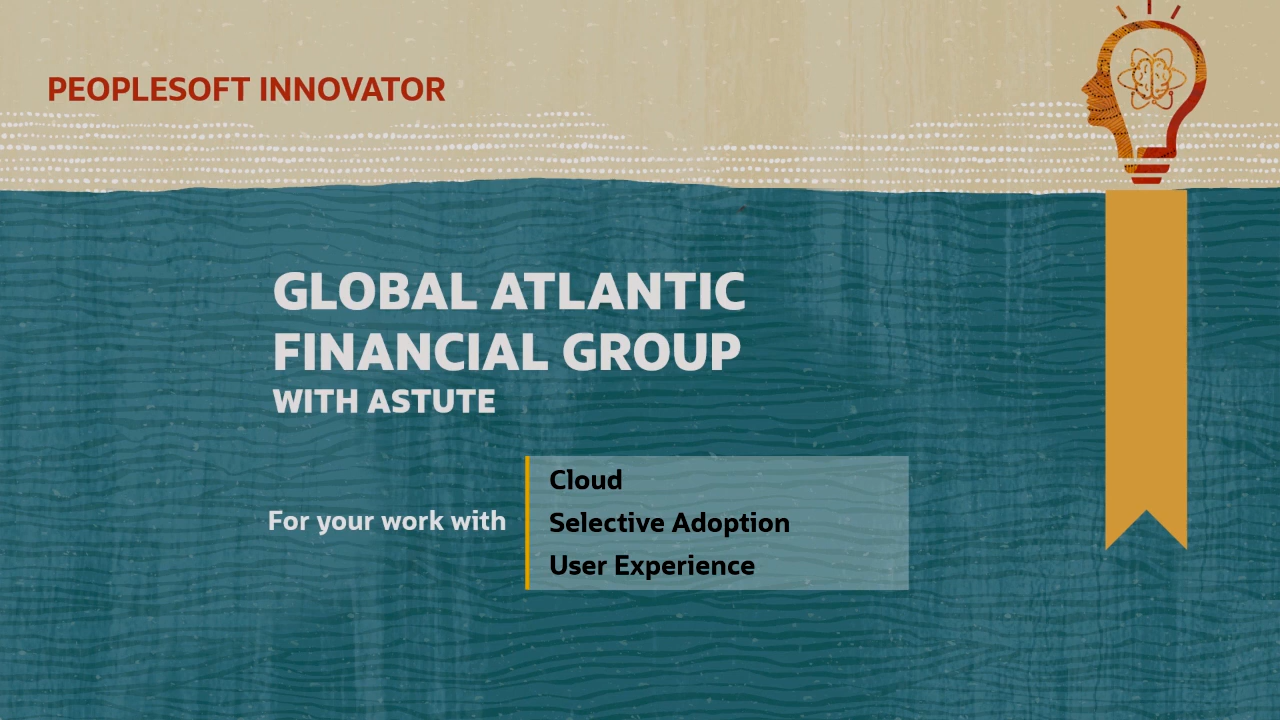 PEOPLESOFT INNOVATOR
GLOBAL ATLANTIC
FINANCIAL GROUP
WITH ASTUTE
For your work with
Cloud
Selective Adoption
User Experience